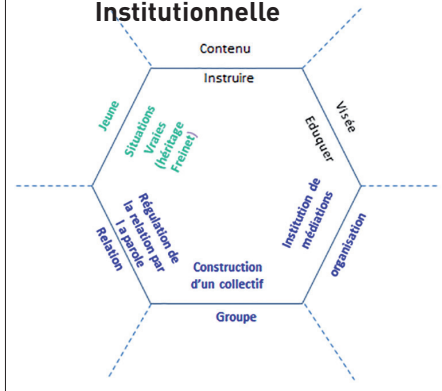 Institutionnelle
Contenu
Instruire
Jeune
Situations
Vraies
(héritage
Freinet)
Visée
Eduquer
Régulation de
la relation par
l a parole
Relation
Institution de
médiations
organisation
Construction
d'un collectif
Groupe